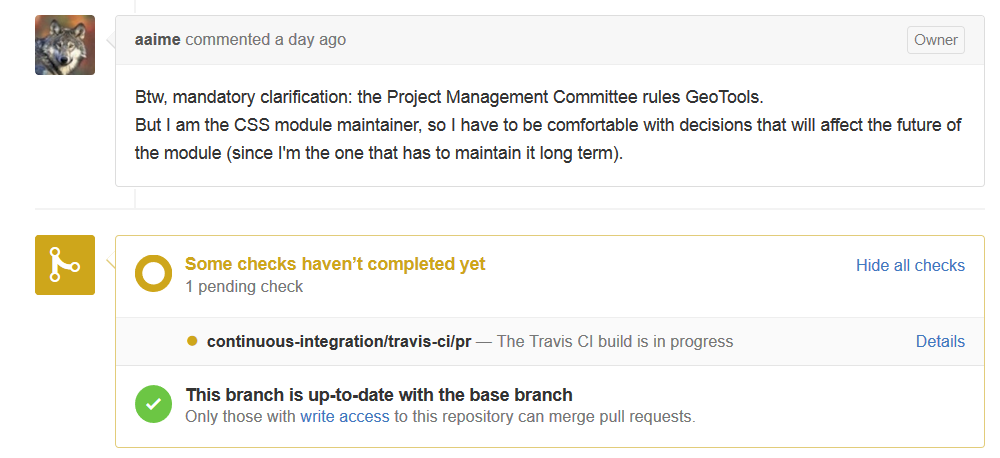 aaime commented a day ago
Owner
Btw, mandatory clarification: the Project Management Committee rules GeoTools.
But I am the CSS module maintainer, so I have to be comfortable with decisions that will affect the future of
the module (since I'm the one that has to maintain it long term).
Some checks haven’t completed yet
Hide all checks
1 pending check
continuous-integration/travis-ci/pr — The Travis CI build is in progress
Details
This branch is up-to-date with the base branch
Only those with write access to this repository can merge pull requests.